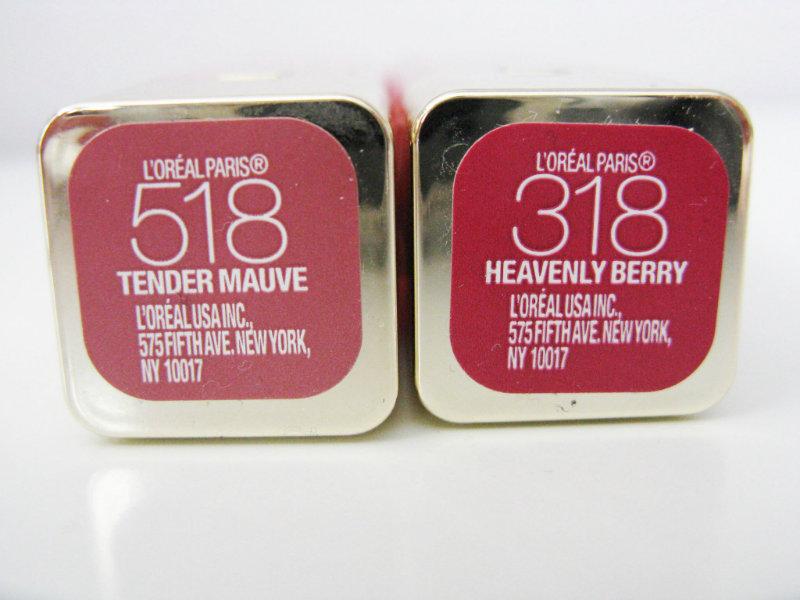 L'ORÉAL PARIS®
518
TENDER MAUVE
L'ORÉAL USA INC.,
575 FIFTH AVE. NEW YORK,
NY 10017
L'ORÉAL PARIS®
318
HEAVENLY BERRY
L'ORÉAL USA INC.,
575 FIFTH AVE. NEW YORK,
NY 10017